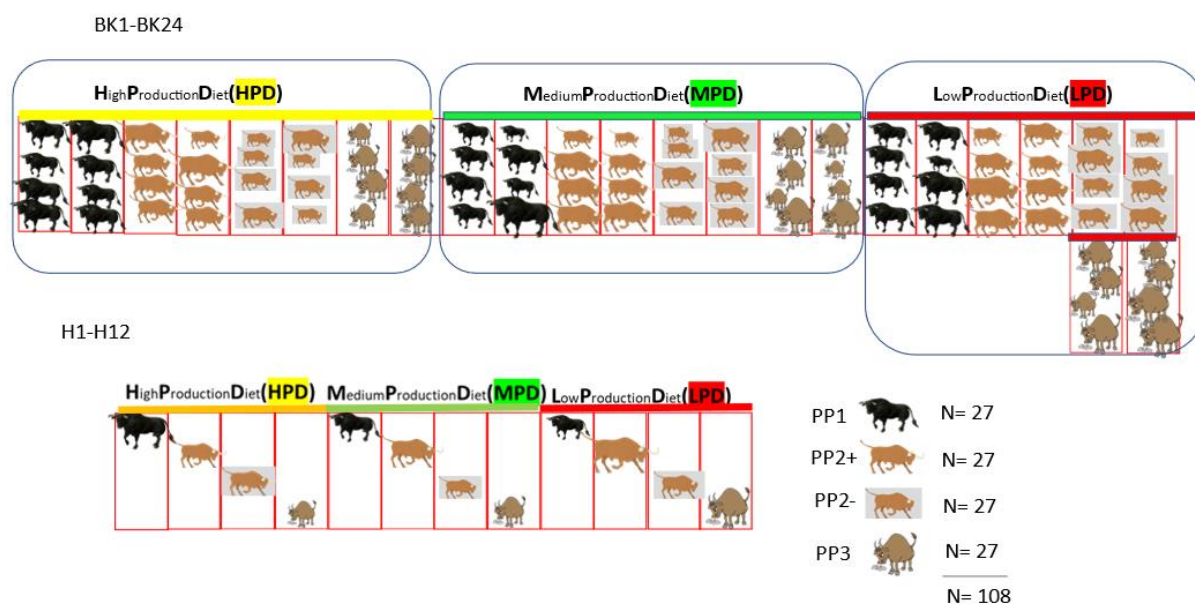 BK1-BK24
HighProductionDiet(HPD)
MediumProductionDiet(MPD)
LowProductionDiet(LPD)
H1-H12
HighProductionDiet(HPD)
MediumProductionDiet(MPD)
LowProductionDiet(LPD)
PP1 N= 27
PP2+ N= 27
PP2- N= 27
PP3 N= 27
N= 108